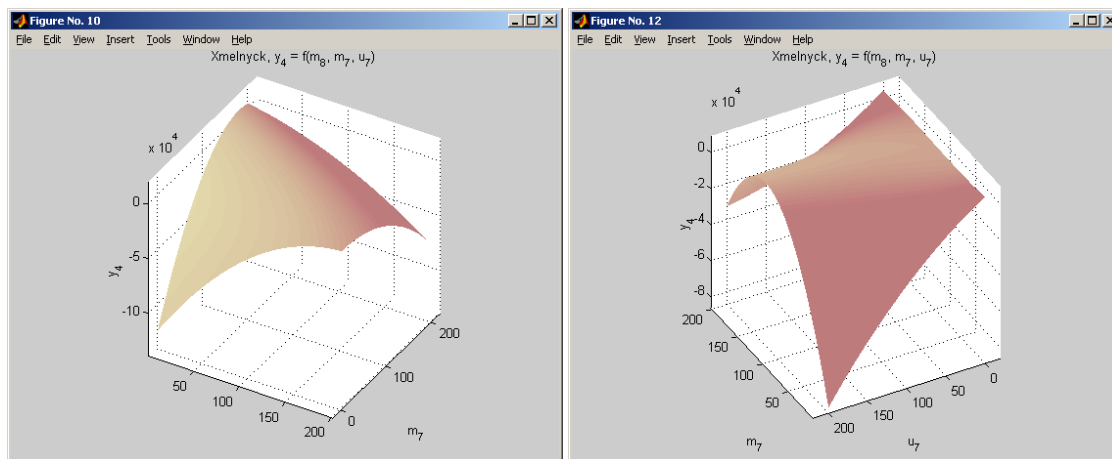 Figure No. 10
File Edit View Insert Tools Window Help
Xmelnyck, y4 = f(m8, m7, u7)
x 10^4
0
-5
-10
y4
50
100
150
200
0
100
200
m7
Figure No. 12
File Edit View Insert Tools Window Help
Xmelnyck, y4 = f(m8, m7, u7)
x 10^4
0
-2
-4
-6
-8
y4
200
150
100
50
m7
200
150
100
50
0
u7